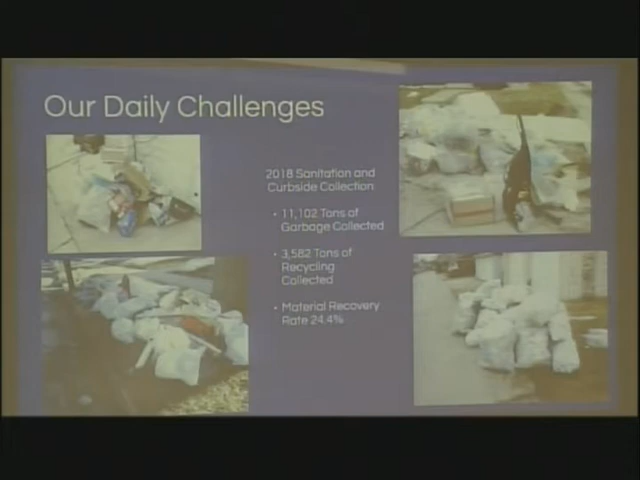 Our Daily Challenges
2018 Sanitation and
Curbside Collection
• 11,102 Tons of
Garbage Collected
• 3,582 Tons of
Recycling
Collected
• Material Recovery
Rate 24.4%